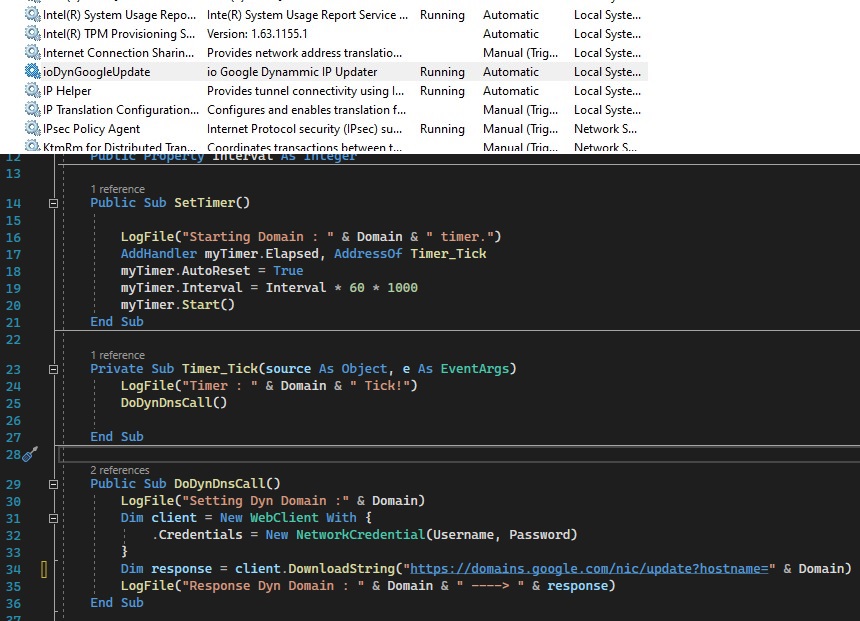 Intel(R) System Usage Repo... Inte(R) System Usage Report Service ... Running Automatic Local Syste...
Intel(R) TPM Provisioning S... Version: 1.63.1155.1 Automatic Local Syste...
Internet Connection Sharin... Provides network address translatio... Manual (Trig... Local Syste...
ioDynGoogleUpdate io Google Dynammic IP Updater Running Automatic Local Syste...
IP Helper Provides tunnel connectivity using I... Running Automatic Local Syste...
IP Translation Configuration... Configures and enables translation f... Manual (Trig... Local Syste...
IPsec Policy Agent Internet Protocol security (IPsec) su... Running Manual (Trig... Network S...
KtmRm for Distributed Tran... Coordinates transactions between t... Manual (Trig... Network S...
12 Public Property Interval As Integer
13
1 reference
14 Public Sub SetTimer()
15
16 LogFile("Starting Domain : " & Domain & " timer.")
17 AddHandler myTimer.Elapsed, AddressOf Timer_Tick
18 myTimer.AutoReset = True
19 myTimer.Interval = Interval * 60 * 1000
20 myTimer.Start()
21 End Sub
22
1 reference
23 Private Sub Timer_Tick(source As Object, e As EventArgs)
24 LogFile("Timer : " & Domain & " Tick!")
25 DoDynDnsCall()
26
27 End Sub
28
2 references
29 Public Sub DoDynDnsCall()
30 LogFile("Setting Dyn Domain :" & Domain)
31 Dim client = New WebClient With {
32 .Credentials = New NetworkCredential(Username, Password)
33 }
34 Dim response = client.DownloadString("https://domains.google.com/nic/update?hostname=" & Domain)
35 LogFile("Response Dyn Domain : " & Domain & " ----> " & response)
36 End Sub
37